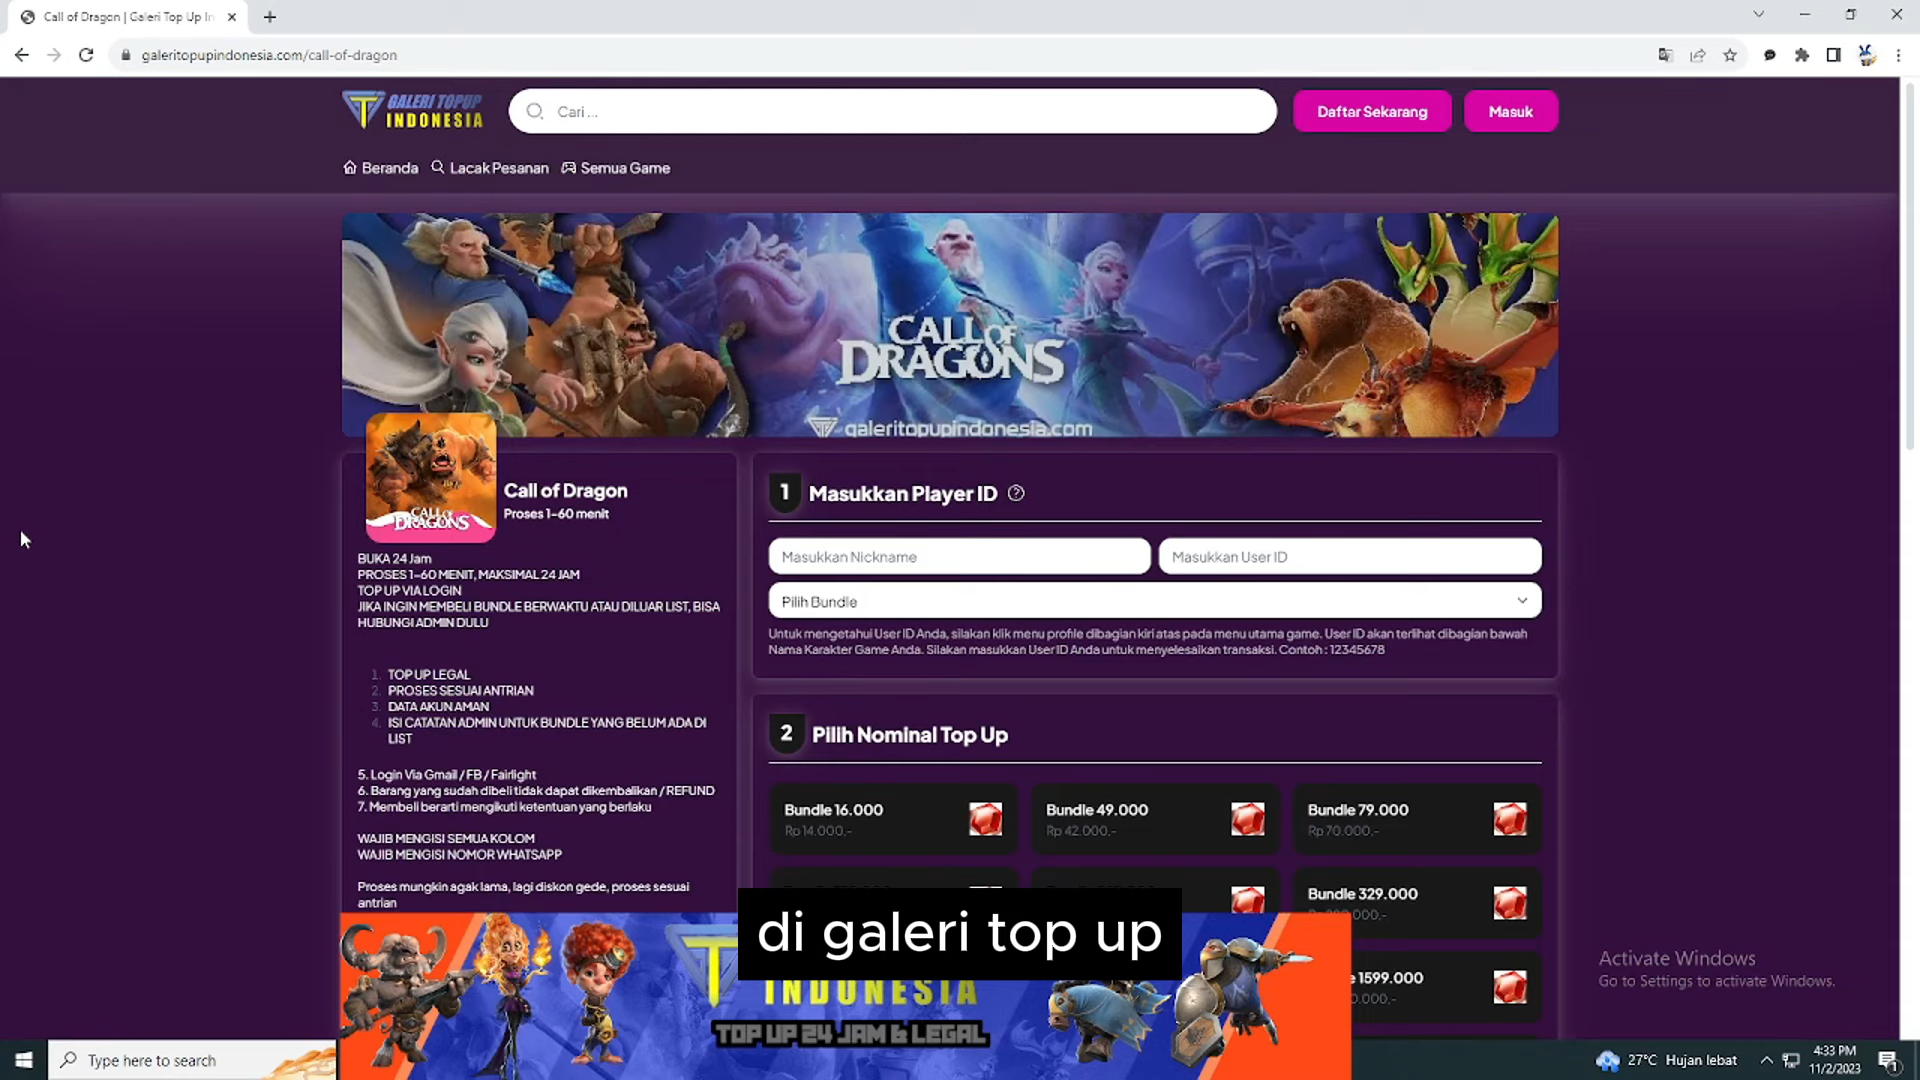 Call of Dragon | Galeri Top Up In
galeritopupindonesia.com/call-of-dragon
GALERI TOPUP
INDONESIA
Cari ...
Daftar Sekarang
Masuk
Beranda
Lacak Pesanan
Semua Game
CALL OF
DRAGONS
galeritopupindonesia.com
CALL OF
DRAGONS
Call of Dragon
Proses 1-60 menit
BUKA 24 Jam
PROSES 1-60 MENIT, MAKSIMAL 24 JAM
TOP UP VIA LOGIN
JIKA INGIN MEMBELI BUNDLE BERWAKTU ATAU DILUAR LIST, BISA
HUBUNGI ADMIN DULU
1. TOP UP LEGAL
2. PROSES SESUAI ANTRIAN
3. DATA AKUN AMAN
4. ISI CATATAN ADMIN UNTUK BUNDLE YANG BELUM ADA DI
LIST
5. Login Via Gmail / FB / Fairlight
6. Barang yang sudah dibeli tidak dapat dikembalikan / REFUND
7. Membeli berarti mengikuti ketentuan yang berlaku
WAJIB MENGISI SEMUA KOLOM
WAJIB MENGISI NOMOR WHATSAPP
Proses mungkin agak lama, lagi diskon gede, proses sesuai
antrian
1 Masukkan Player ID
Masukkan Nickname
Masukkan User ID
Pilih Bundle
Untuk mengetahui User ID Anda, silakan klik menu profile dibagian kiri atas pada menu utama game. User ID akan terlihat dibagian bawah
Nama Karakter Game Anda. Silakan masukkan User ID Anda untuk menyelesaikan transaksi. Contoh : 12345678
2 Pilih Nominal Top Up
Bundle 16.000
Rp 14.000,-
Bundle 49.000
Rp 42.000,-
Bundle 79.000
Rp 70.000,-
Bundle 329.000
1599.000
di galeri top up
INDONESIA
TOP UP 24 JAM & LEGAL
Activate Windows
Go to Settings to activate Windows.
Type here to search
27°C Hujan lebat
4:33 PM
11/2/2023
1